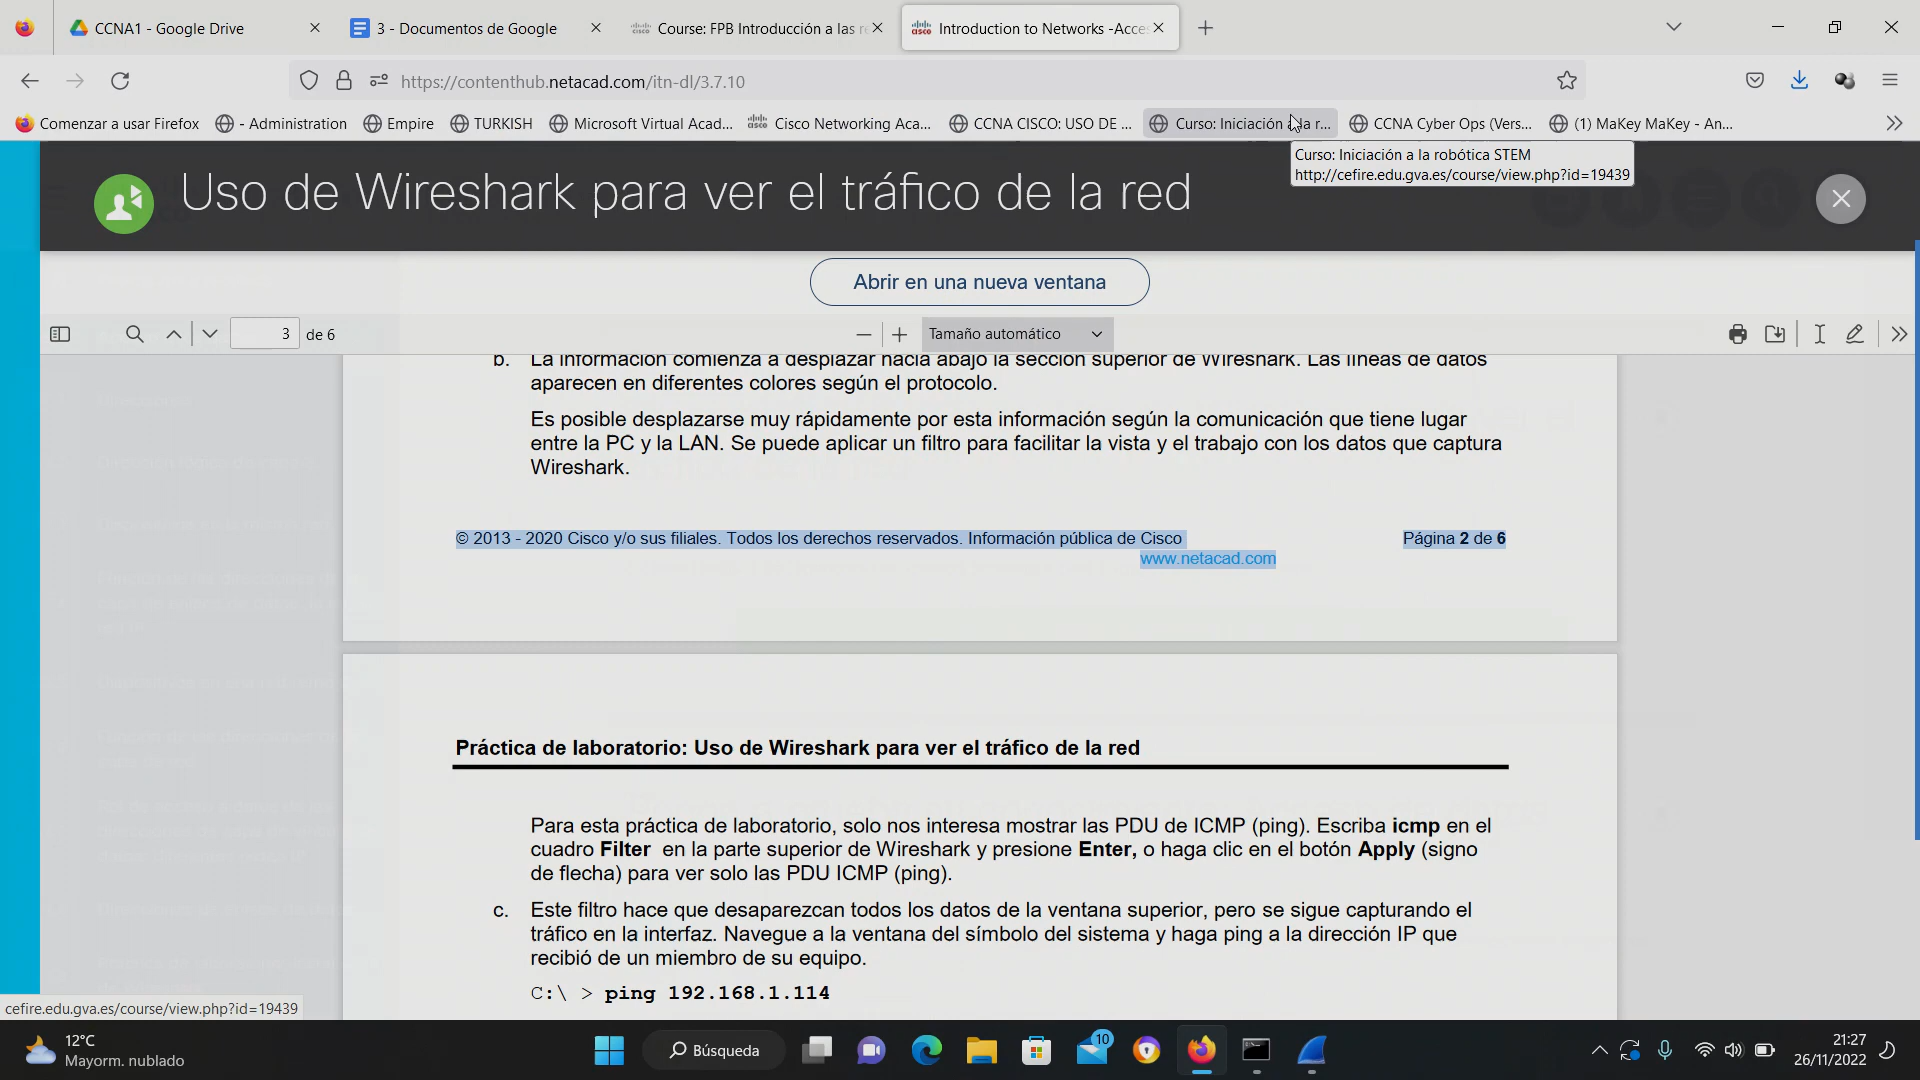 CCNA1 - Google Drive
3 - Documentos de Google
Course: FPB Introducción a las re
Introduction to Networks -Acces
https://contenthub.netacad.com/itn-dl/3.7.10
Comenzar a usar Firefox
- Administration
Empire
TURKISH
Microsoft Virtual Acad...
Cisco Networking Aca...
CCNA CISCO: USO DE ...
Curso: Iniciación a la r...
CCNA Cyber Ops (Vers...
(1) MaKey MaKey - An...
Curso: Iniciación a la robótica STEM
http://cefire.edu.gva.es/course/view.php?id=19439
Uso de Wireshark para ver el tráfico de la red
Abrir en una nueva ventana
3 de 6
Tamaño automático
b. La información comienza a desplazar hacia abajo la sección superior de Wireshark. Las líneas de datos
aparecen en diferentes colores según el protocolo.
Es posible desplazarse muy rápidamente por esta información según la comunicación que tiene lugar
entre la PC y la LAN. Se puede aplicar un filtro para facilitar la vista y el trabajo con los datos que captura
Wireshark.
© 2013 - 2020 Cisco y/o sus filiales. Todos los derechos reservados. Información pública de Cisco
Página 2 de 6
www.netacad.com
Práctica de laboratorio: Uso de Wireshark para ver el tráfico de la red
Para esta práctica de laboratorio, solo nos interesa mostrar las PDU de ICMP (ping). Escriba icmp en el
cuadro Filter en la parte superior de Wireshark y presione Enter, o haga clic en el botón Apply (signo
de flecha) para ver solo las PDU ICMP (ping).
c. Este filtro hace que desaparezcan todos los datos de la ventana superior, pero se sigue capturando el
tráfico en la interfaz. Navegue a la ventana del símbolo del sistema y haga ping a la dirección IP que
recibió de un miembro de su equipo.
C:\ > ping 192.168.1.114
cefire.edu.gva.es/course/view.php?id=19439
12°C
Mayorm. nublado
Búsqueda
10
21:27
26/11/2022